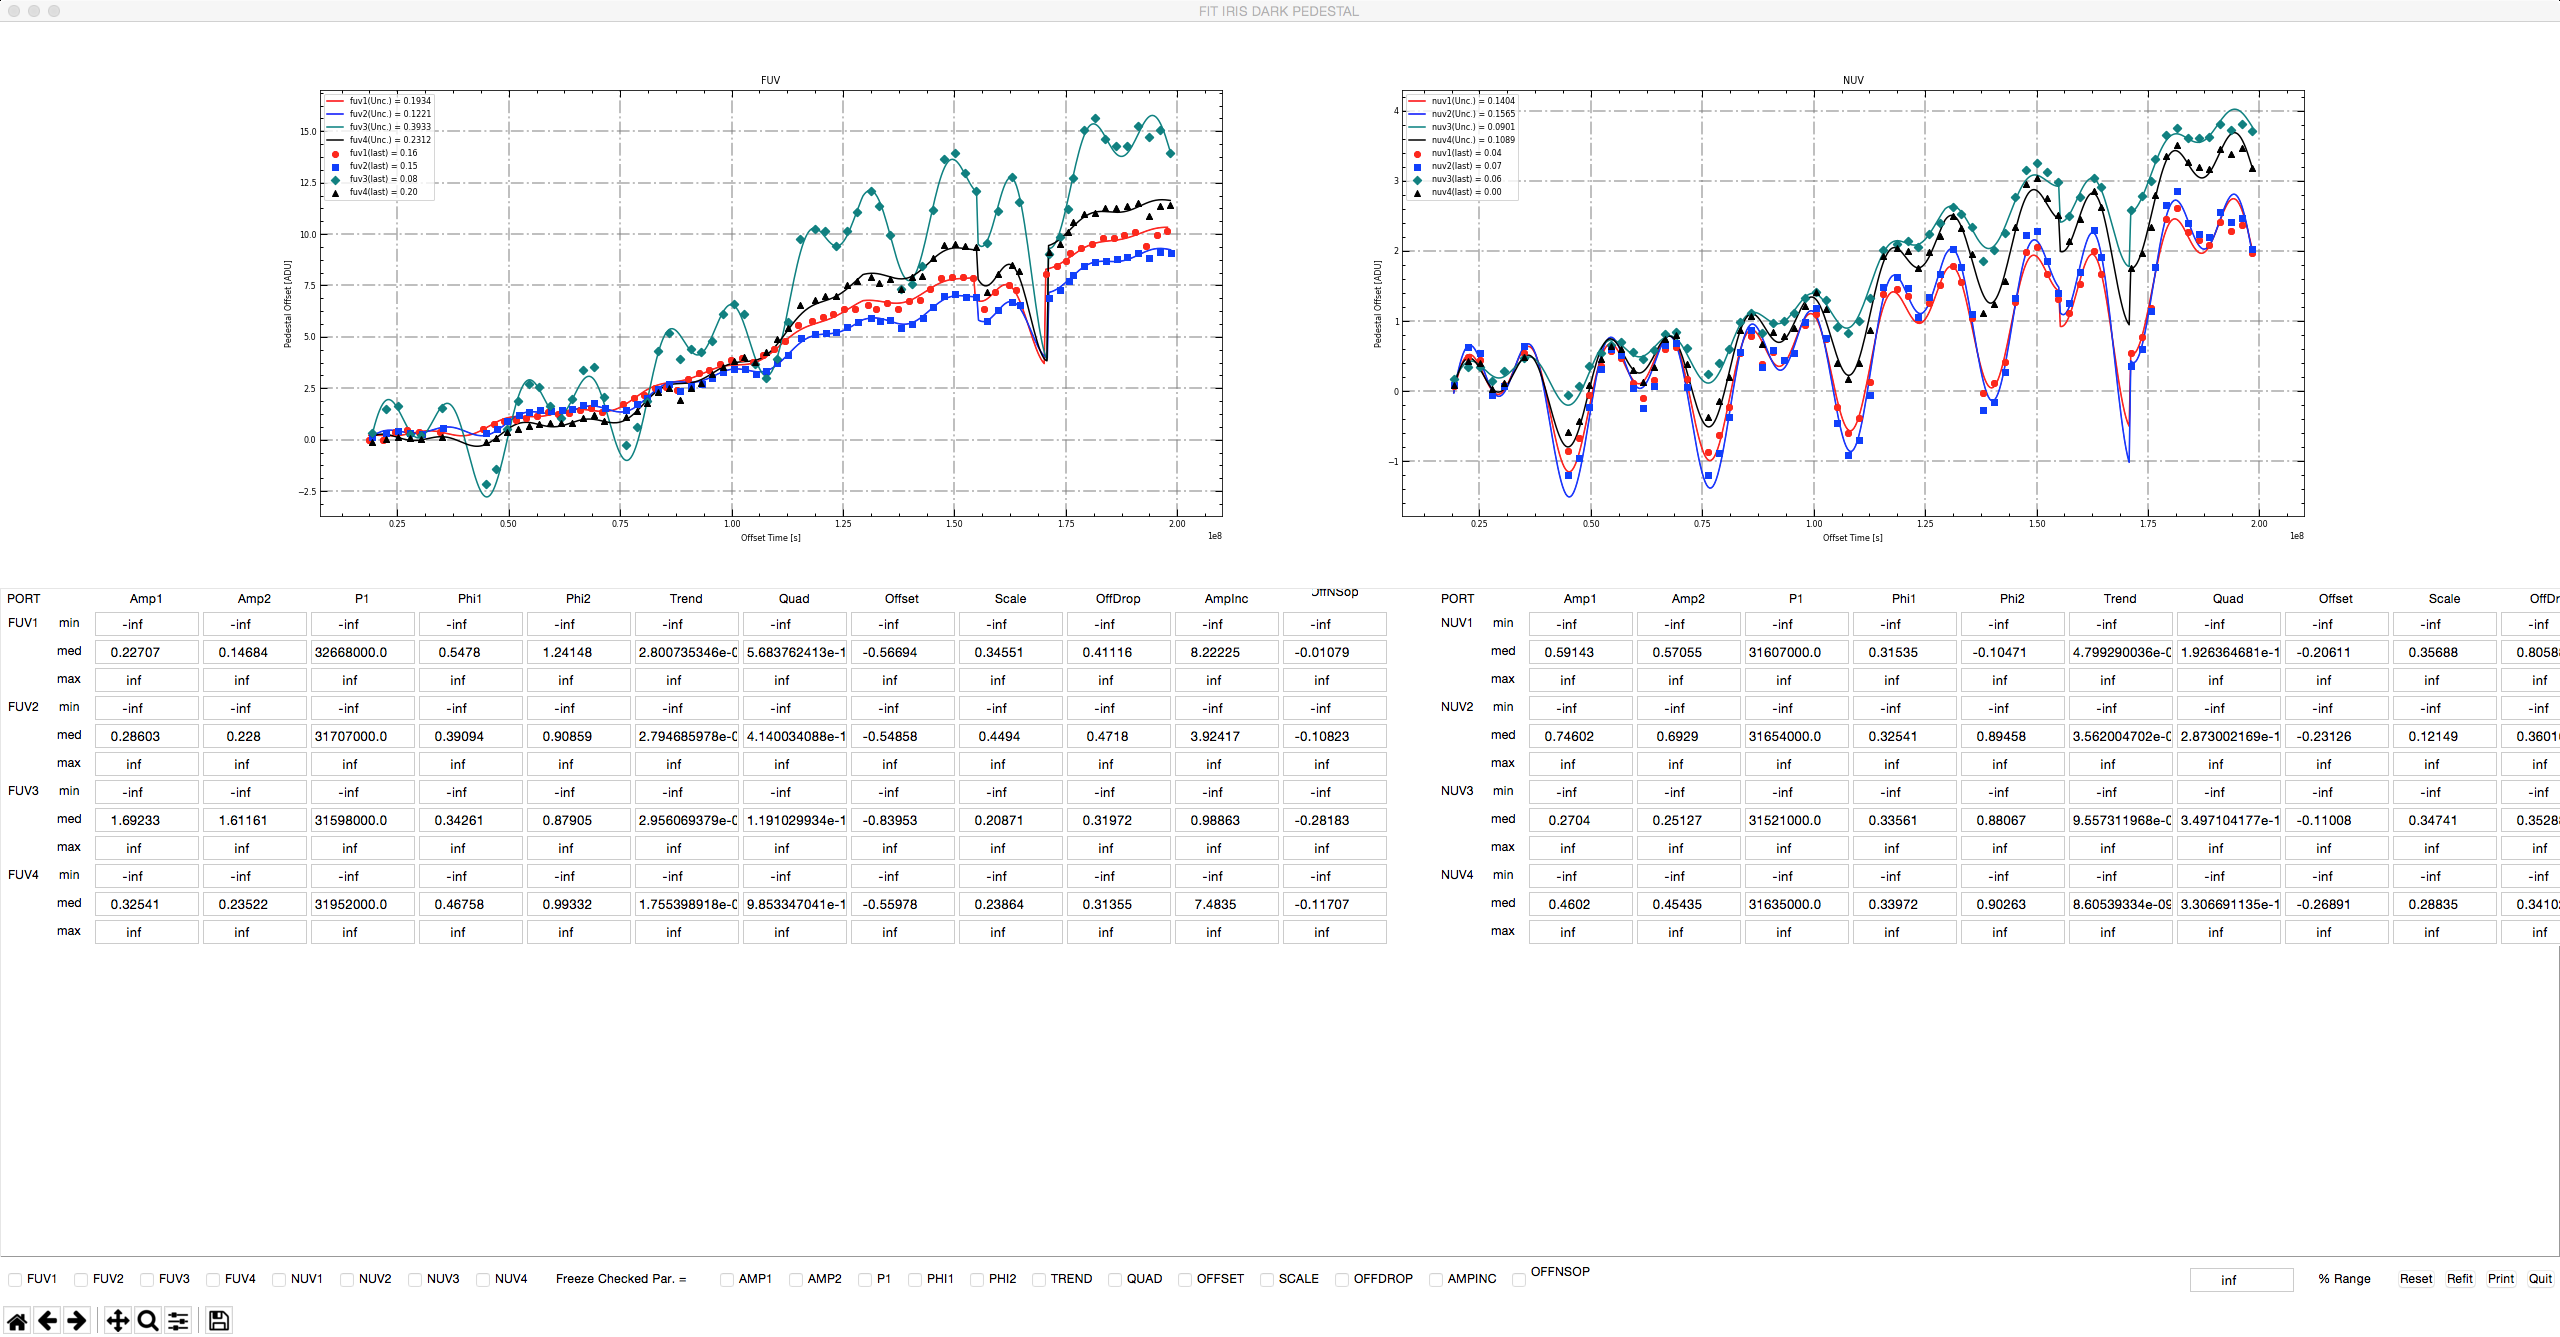 FIT IRIS DARK PEDESTAL
FUV
fuv1(Unc.) = 0.1934
fuv2(Unc.) = 0.1221
fuv3(Unc.) = 0.3933
fuv4(Unc.) = 0.2312
fuv1(last) = 0.16
fuv2(last) = 0.15
fuv3(last) = 0.08
fuv4(last) = 0.20
15.0
12.5
10.0
7.5
5.0
2.5
0.0
−2.5
Pedestal Offset [ADU]
0.25 0.50 0.75 1.00 1.25 1.50 1.75 2.00
Offset Time [s]
1e8
NUV
nuv1(Unc.) = 0.1404
nuv2(Unc.) = 0.1565
nuv3(Unc.) = 0.0901
nuv4(Unc.) = 0.1089
nuv1(last) = 0.04
nuv2(last) = 0.07
nuv3(last) = 0.06
nuv4(last) = 0.00
4
3
2
1
0
−1
Pedestal Offset [ADU]
0.25 0.50 0.75 1.00 1.25 1.50 1.75 2.00
Offset Time [s]
1e8
PORT Amp1 Amp2 P1 Phi1 Phi2 Trend Quad Offset Scale OffDrop AmpInc OffNSop
FUV1 min -inf -inf -inf -inf -inf -inf -inf -inf -inf -inf -inf -inf
med 0.22707 0.14684 32668000.0 0.5478 1.24148 2.800735346e-0 5.683762413e-1 -0.56694 0.34551 0.41116 8.22225 -0.01079
max inf inf inf inf inf inf inf inf inf inf inf inf
FUV2 min -inf -inf -inf -inf -inf -inf -inf -inf -inf -inf -inf -inf
med 0.28603 0.228 31707000.0 0.39094 0.90859 2.794685978e-0 4.140034088e-1 -0.54858 0.4494 0.4718 3.92417 -0.10823
max inf inf inf inf inf inf inf inf inf inf inf inf
FUV3 min -inf -inf -inf -inf -inf -inf -inf -inf -inf -inf -inf -inf
med 1.69233 1.61161 31598000.0 0.34261 0.87905 2.956069379e-0 1.191029934e-1 -0.83953 0.20871 0.31972 0.98863 -0.28183
max inf inf inf inf inf inf inf inf inf inf inf inf
FUV4 min -inf -inf -inf -inf -inf -inf -inf -inf -inf -inf -inf -inf
med 0.32541 0.23522 31952000.0 0.46758 0.99332 1.755398918e-0 9.853347041e-1 -0.55978 0.23864 0.31355 7.4835 -0.11707
max inf inf inf inf inf inf inf inf inf inf inf inf
PORT Amp1 Amp2 P1 Phi1 Phi2 Trend Quad Offset Scale OffDr
NUV1 min -inf -inf -inf -inf -inf -inf -inf -inf -inf -inf
med 0.59143 0.57055 31607000.0 0.31535 -0.10471 4.799290036e-0 1.926364681e-1 -0.20611 0.35688 0.8058
max inf inf inf inf inf inf inf inf inf inf
NUV2 min -inf -inf -inf -inf -inf -inf -inf -inf -inf -inf
med 0.74602 0.6929 31654000.0 0.32541 0.89458 3.562004702e-0 2.873002169e-1 -0.23126 0.12149 0.3601
max inf inf inf inf inf inf inf inf inf inf
NUV3 min -inf -inf -inf -inf -inf -inf -inf -inf -inf -inf
med 0.2704 0.25127 31521000.0 0.33561 0.88067 9.557311968e-0 3.497104177e-1 -0.11008 0.34741 0.3528
max inf inf inf inf inf inf inf inf inf inf
NUV4 min -inf -inf -inf -inf -inf -inf -inf -inf -inf -inf
med 0.4602 0.45435 31635000.0 0.33972 0.90263 8.60539334e-09 3.306691135e-1 -0.26891 0.28835 0.3410
max inf inf inf inf inf inf inf inf inf inf
FUV1 FUV2 FUV3 FUV4 NUV1 NUV2 NUV3 NUV4 Freeze Checked Par. = AMP1 AMP2 P1 PHI1 PHI2 TREND QUAD OFFSET SCALE OFFDROP AMPINC OFFNSOP inf % Range Reset Refit Print Quit